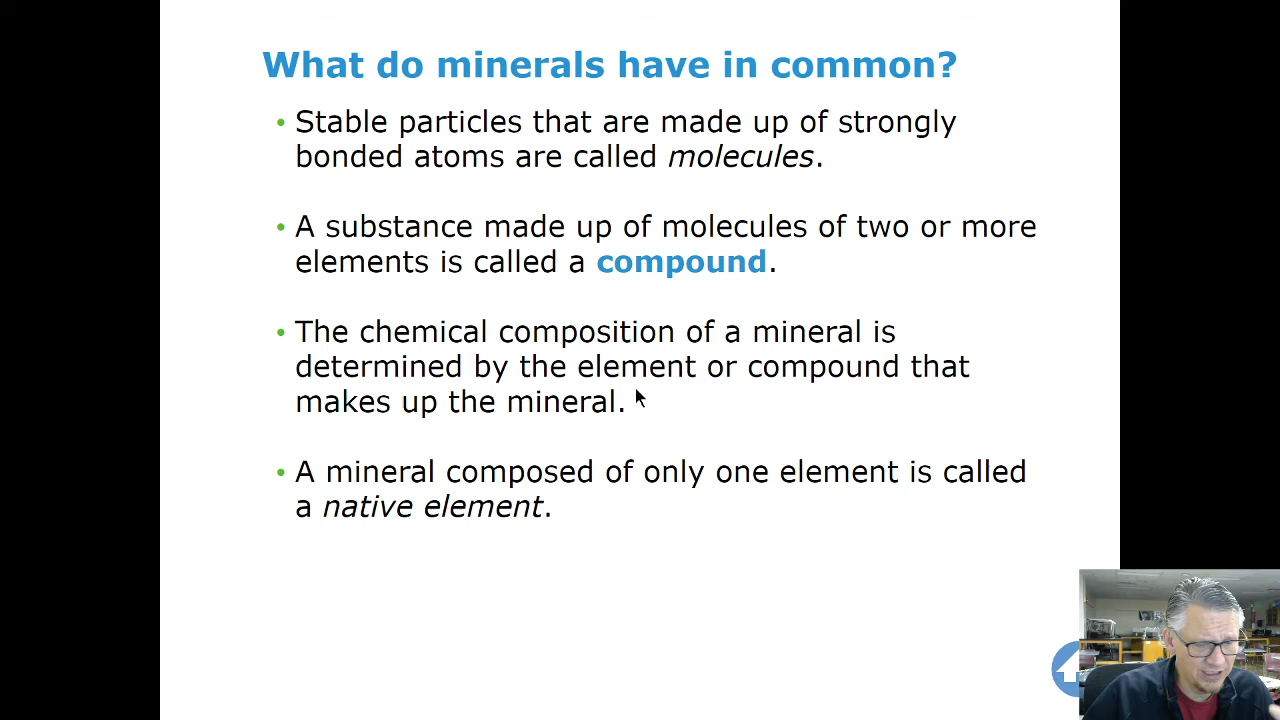 What do minerals have in common?
• Stable particles that are made up of strongly
bonded atoms are called molecules.
• A substance made up of molecules of two or more
elements is called a compound.
• The chemical composition of a mineral is
determined by the element or compound that
makes up the mineral.
• A mineral composed of only one element is called
a native element.